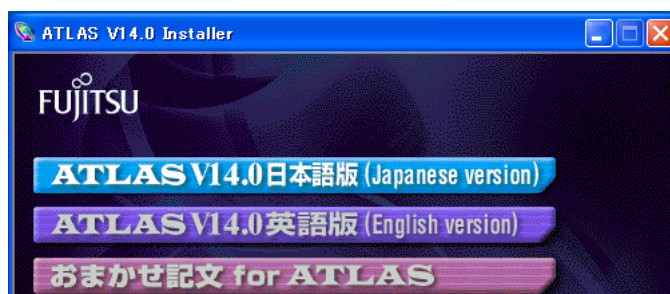 ATLAS V14.0 Installer
FUJITSU
ATLAS V14.0日本語版 (Japanese version)
ATLAS V14.0英語版 (English version)
おまかせ記文 for ATLAS